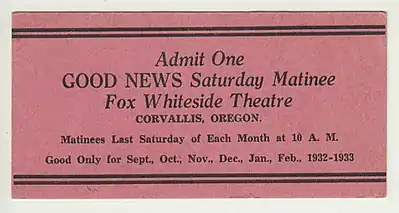 Admit One
GOOD NEWS Saturday Matinee
Fox Whiteside Theatre
CORVALLIS, OREGON.
Matinees Last Saturday of Each Month at 10 A. M.
Good Only for Sept., Oct., Nov., Dec., Jan., Feb., 1932-1933